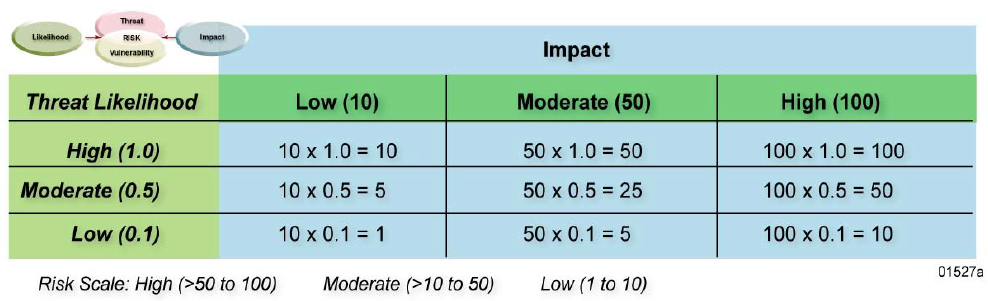 Threat
Likelihood RISK Impact
Vulnerability
Impact
Threat Likelihood Low (10) Moderate (50) High (100)
High (1.0) 10 x 1.0 = 10 50 x 1.0 = 50 100 x 1.0 = 100
Moderate (0.5) 10 x 0.5 = 5 50 x 0.5 = 25 100 x 0.5 = 50
Low (0.1) 10 x 0.1 = 1 50 x 0.1 = 5 100 x 0.1 = 10
01527a
Risk Scale: High (>50 to 100) Moderate (>10 to 50) Low (1 to 10)